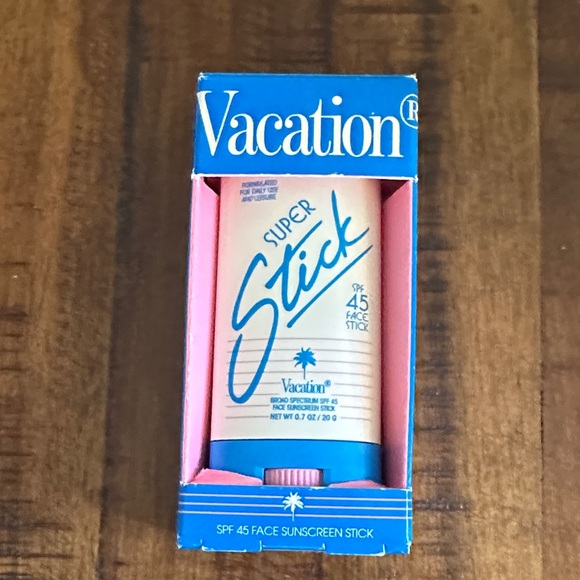 Vacation®
FORMULATED
FOR DAILY USE
AND LEISURE
SUPER
Stick
SPF
45
FACE
STICK
Vacation®
BROAD SPECTRUM SPF 45
FACE SUNSCREEN STICK
NET WT 0.7 OZ / 20 G
SPF 45 FACE SUNSCREEN STICK